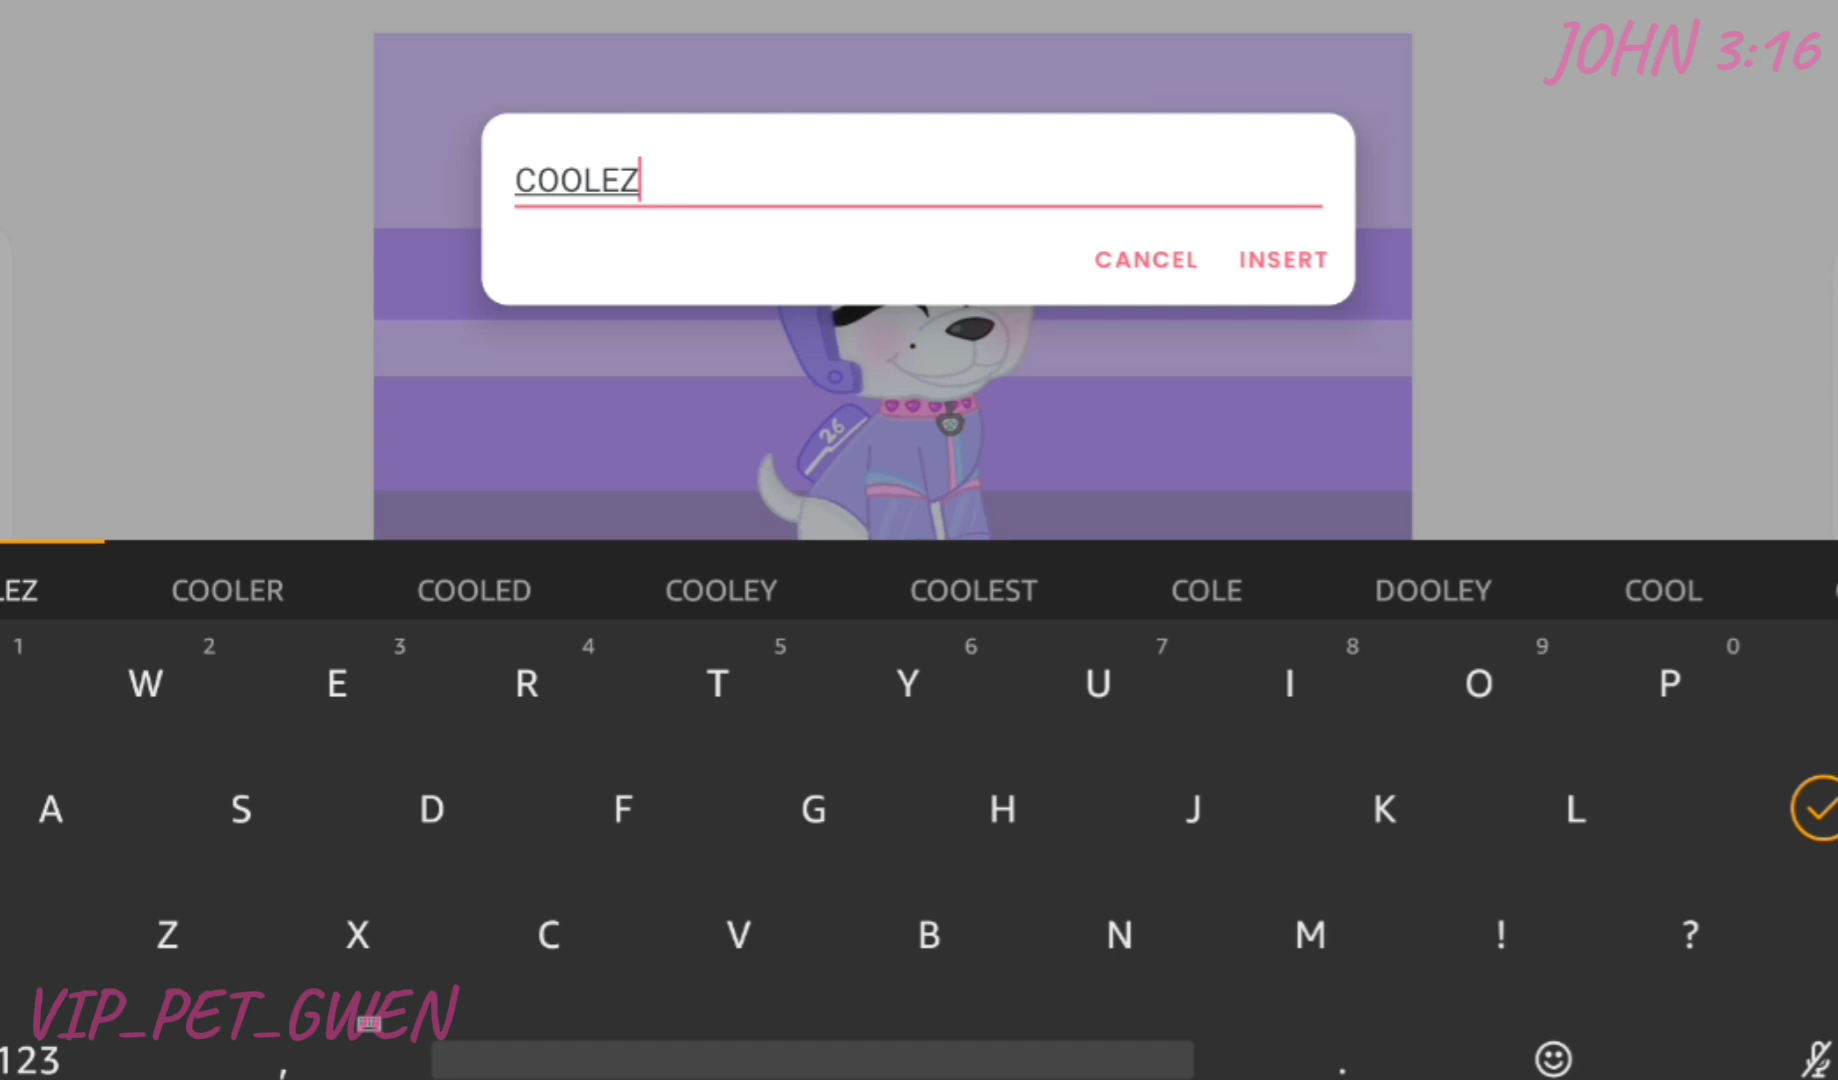 JOHN 3:16
COOLEZ
CANCEL INSERT
26
LEZ COOLER COOLED COOLEY COOLEST COLE DOOLEY COOL
1 2 3 4 5 6 7 8 9 0
W E R T Y U I O P
A S D F G H J K L
Z X C V B N M ! ?
VIP_PET_GWEN
123 , .